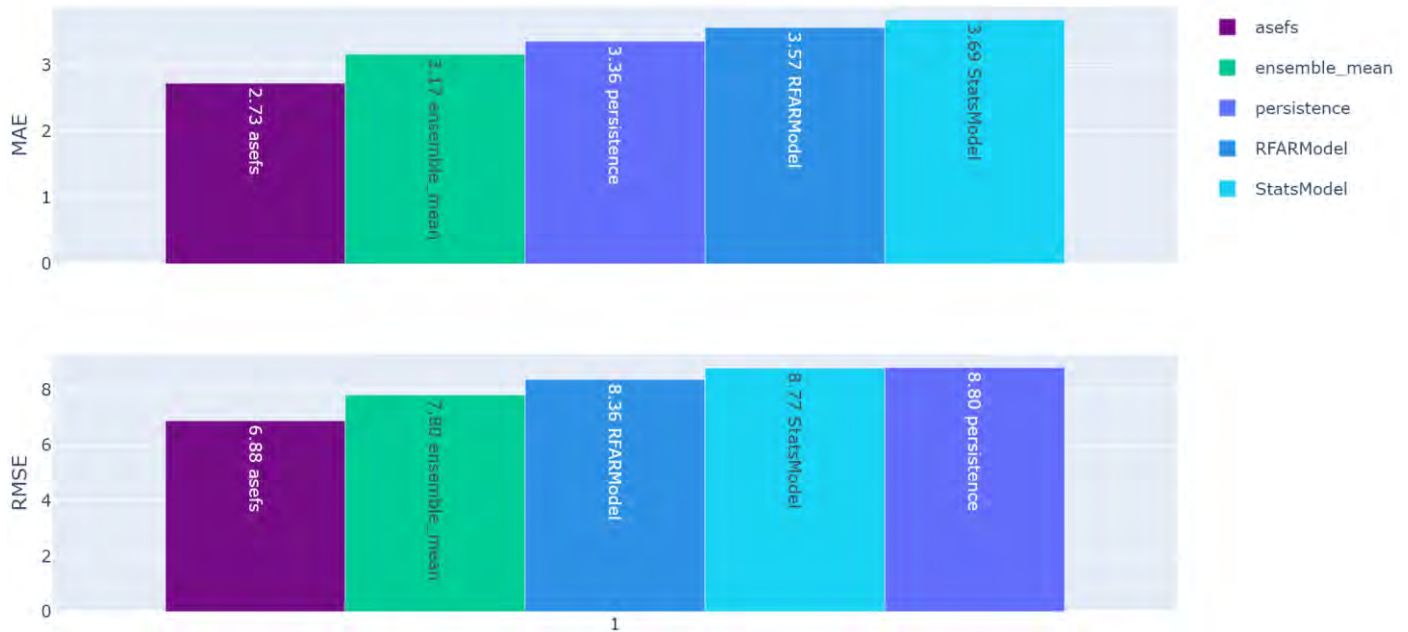 MAE
3
2
1
0
2.73 asefs
3.17 ensemble_mean
3.36 persistence
3.57 RFARModel
3.69 StatsModel
asefs
ensemble_mean
persistence
RFARModel
StatsModel
RMSE
8
6
4
2
0
6.88 asefs
7.80 ensemble_mean
8.36 RFARModel
8.77 StatsModel
8.80 persistence
1